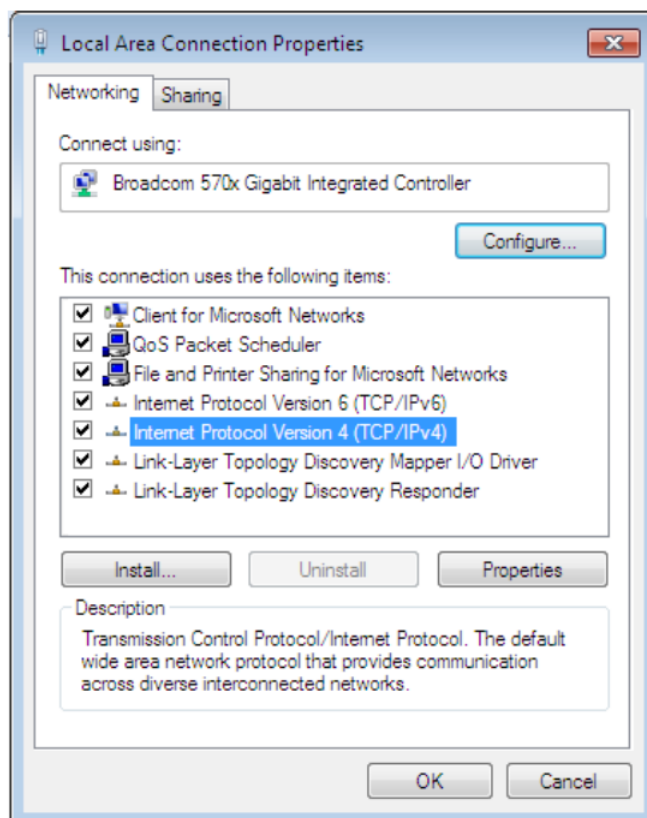 Local Area Connection Properties
Networking
Sharing
Connect using:
Broadcom 570x Gigabit Integrated Controller
Configure...
This connection uses the following items:
Client for Microsoft Networks
QoS Packet Scheduler
File and Printer Sharing for Microsoft Networks
Internet Protocol Version 6 (TCP/IPv6)
Internet Protocol Version 4 (TCP/IPv4)
Link-Layer Topology Discovery Mapper I/O Driver
Link-Layer Topology Discovery Responder
Install...
Uninstall
Properties
Description
Transmission Control Protocol/Internet Protocol. The default
wide area network protocol that provides communication
across diverse interconnected networks.
OK
Cancel